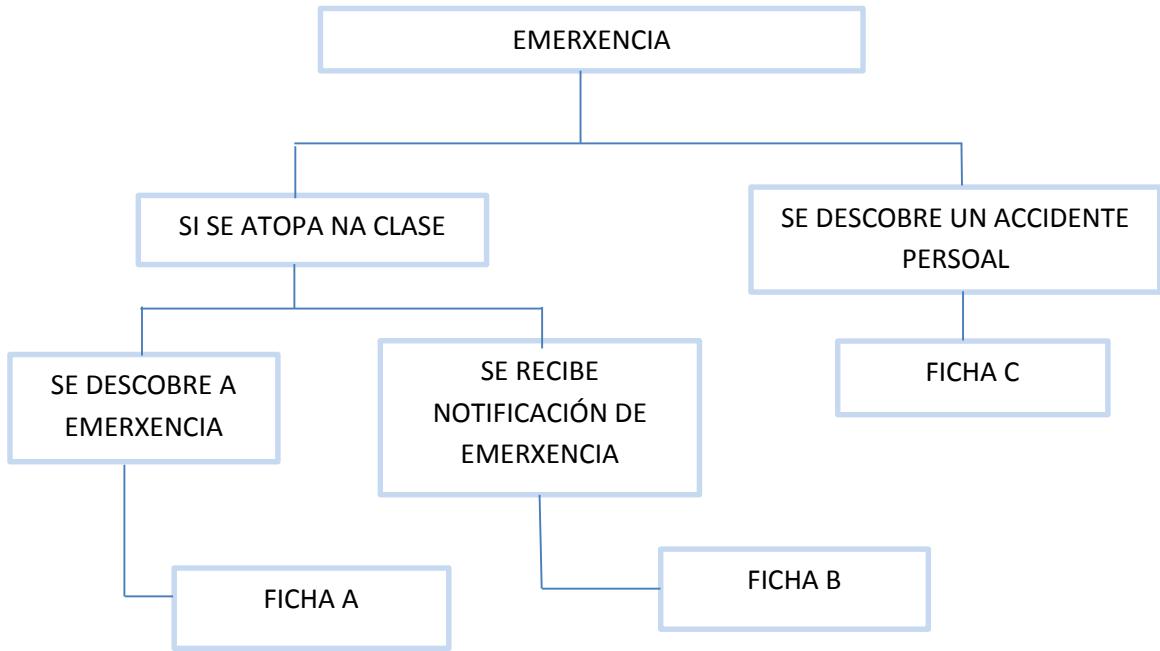 EMERXENCIA
SI SE ATOPA NA CLASE
SE DESCOBRE UN ACCIDENTE
PERSOAL
SE DESCOBRE A
EMERXENCIA
SE RECIBE
NOTIFICACIÓN DE
EMERXENCIA
FICHA C
FICHA A
FICHA B